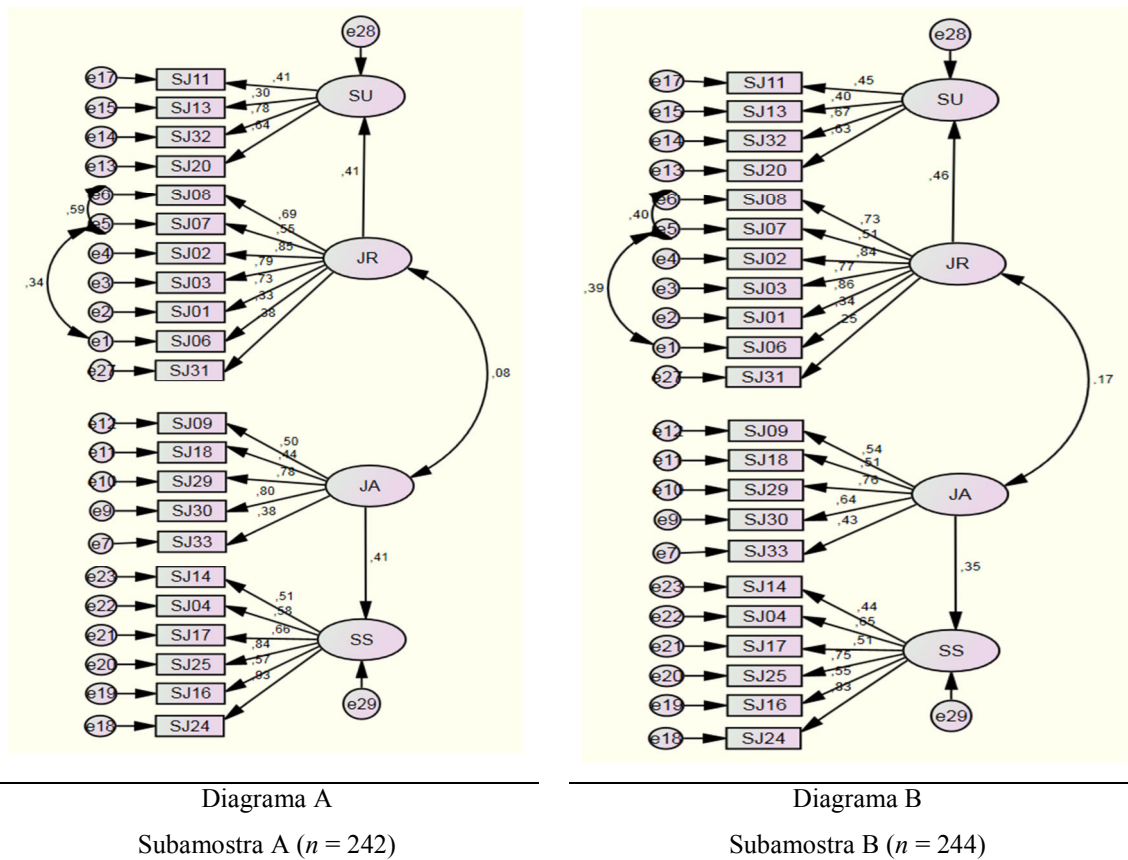 e28
e17
SJ11
,41
SU
e15
SJ13
,30
e14
SJ32
,78
e13
SJ20
,64
,41
e6
SJ08
,69
,59
e5
SJ07
,55
e4
SJ02
,85
JR
e3
SJ03
,79
e2
SJ01
,73
,34
e1
SJ06
,33
e27
SJ31
,38
,08
e12
SJ09
,50
e11
SJ18
,44
e10
SJ29
,78
JA
e9
SJ30
,80
e7
SJ33
,38
,41
e23
SJ14
,51
e22
SJ04
,58
e21
SJ17
,66
SS
e20
SJ25
,84
e19
SJ16
,57
e18
SJ24
e29
Diagrama A
Subamostra A (n = 242)
e28
e17
SJ11
,45
SU
e15
SJ13
,40
e14
SJ32
,67
e13
SJ20
,63
,46
e6
SJ08
,73
,40
e5
SJ07
,51
e4
SJ02
,84
JR
e3
SJ03
,77
e2
SJ01
,86
,39
e1
SJ06
,34
e27
SJ31
,25
,17
e12
SJ09
,54
e11
SJ18
,51
e10
SJ29
,76
JA
e9
SJ30
,64
e7
SJ33
,43
,35
e23
SJ14
,44
e22
SJ04
,65
e21
SJ17
,51
SS
e20
SJ25
,75
e19
SJ16
,55
e18
SJ24
,83
e29
Diagrama B
Subamostra B (n = 244)